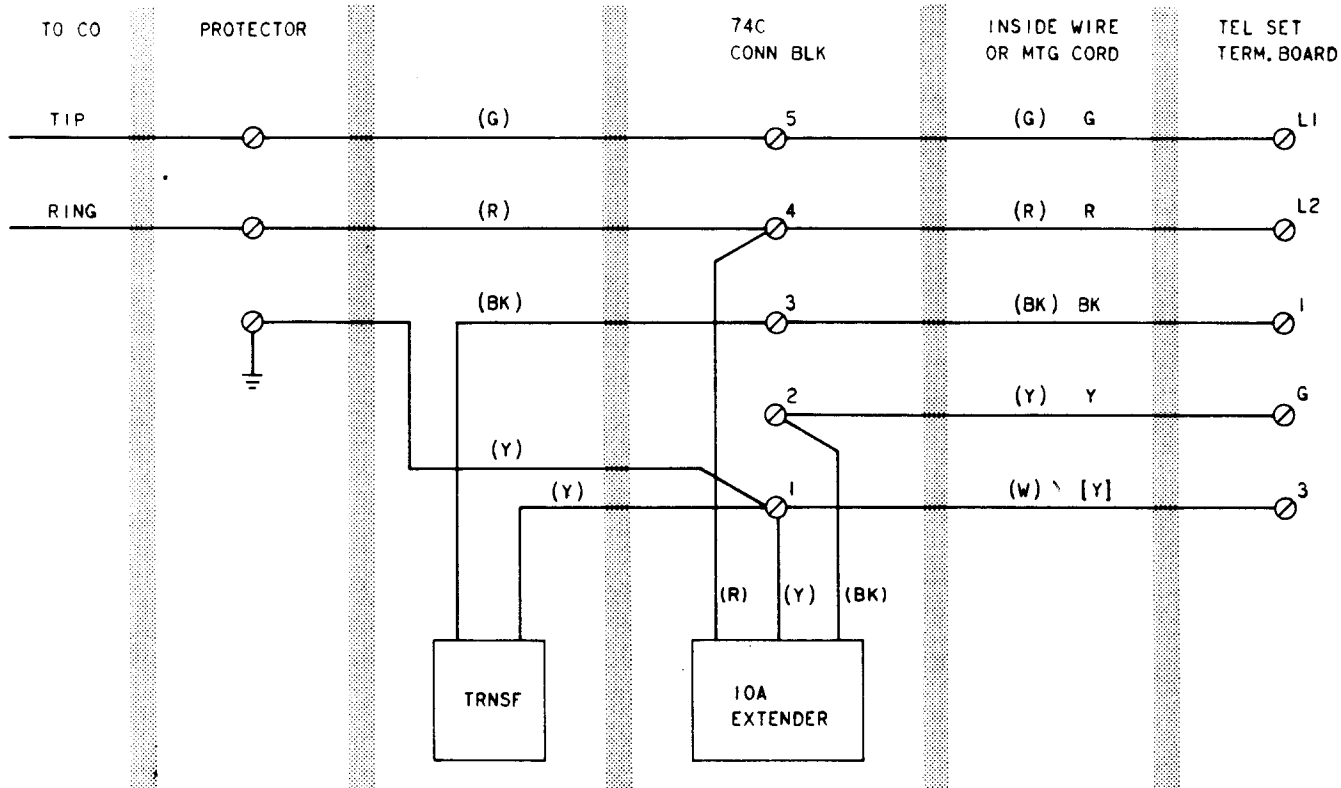 TO CO
PROTECTOR
74C
CONN BLK
INSIDE WIRE
OR MTG CORD
TEL SET
TERM. BOARD
TIP
(G)
5
(G) G
L1
RING
(R)
4
(R) R
L2
(BK)
3
(BK) BK
1
2
(Y) Y
G
(Y)
(Y)
1
(W) [Y]
3
(R)
(Y)
(BK)
TRNSF
10A
EXTENDER